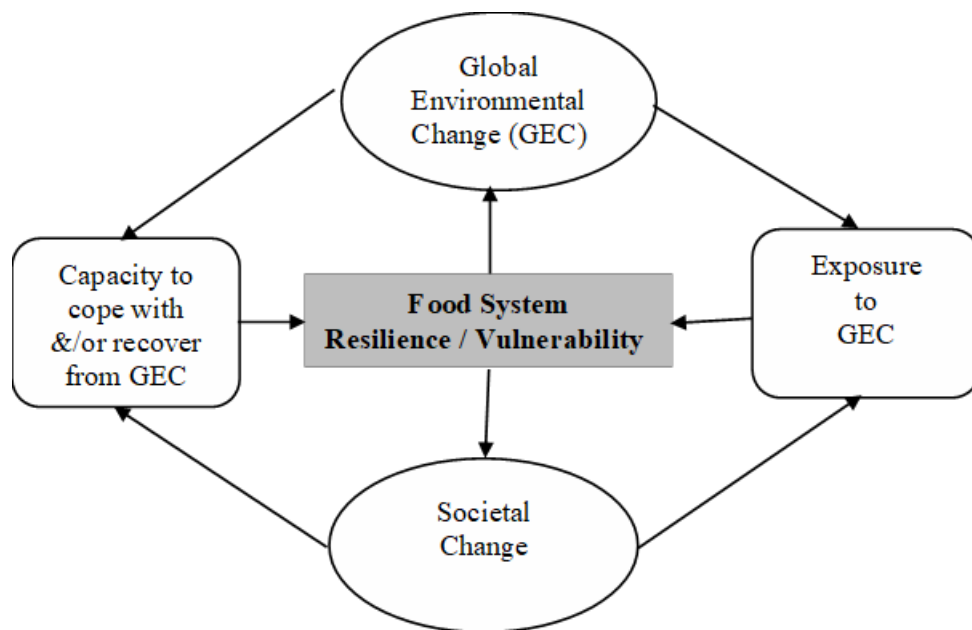 Global
Environmental
Change (GEC)
Capacity to
cope with
&/or recover
from GEC
Food System
Resilience / Vulnerability
Exposure
to
GEC
Societal
Change